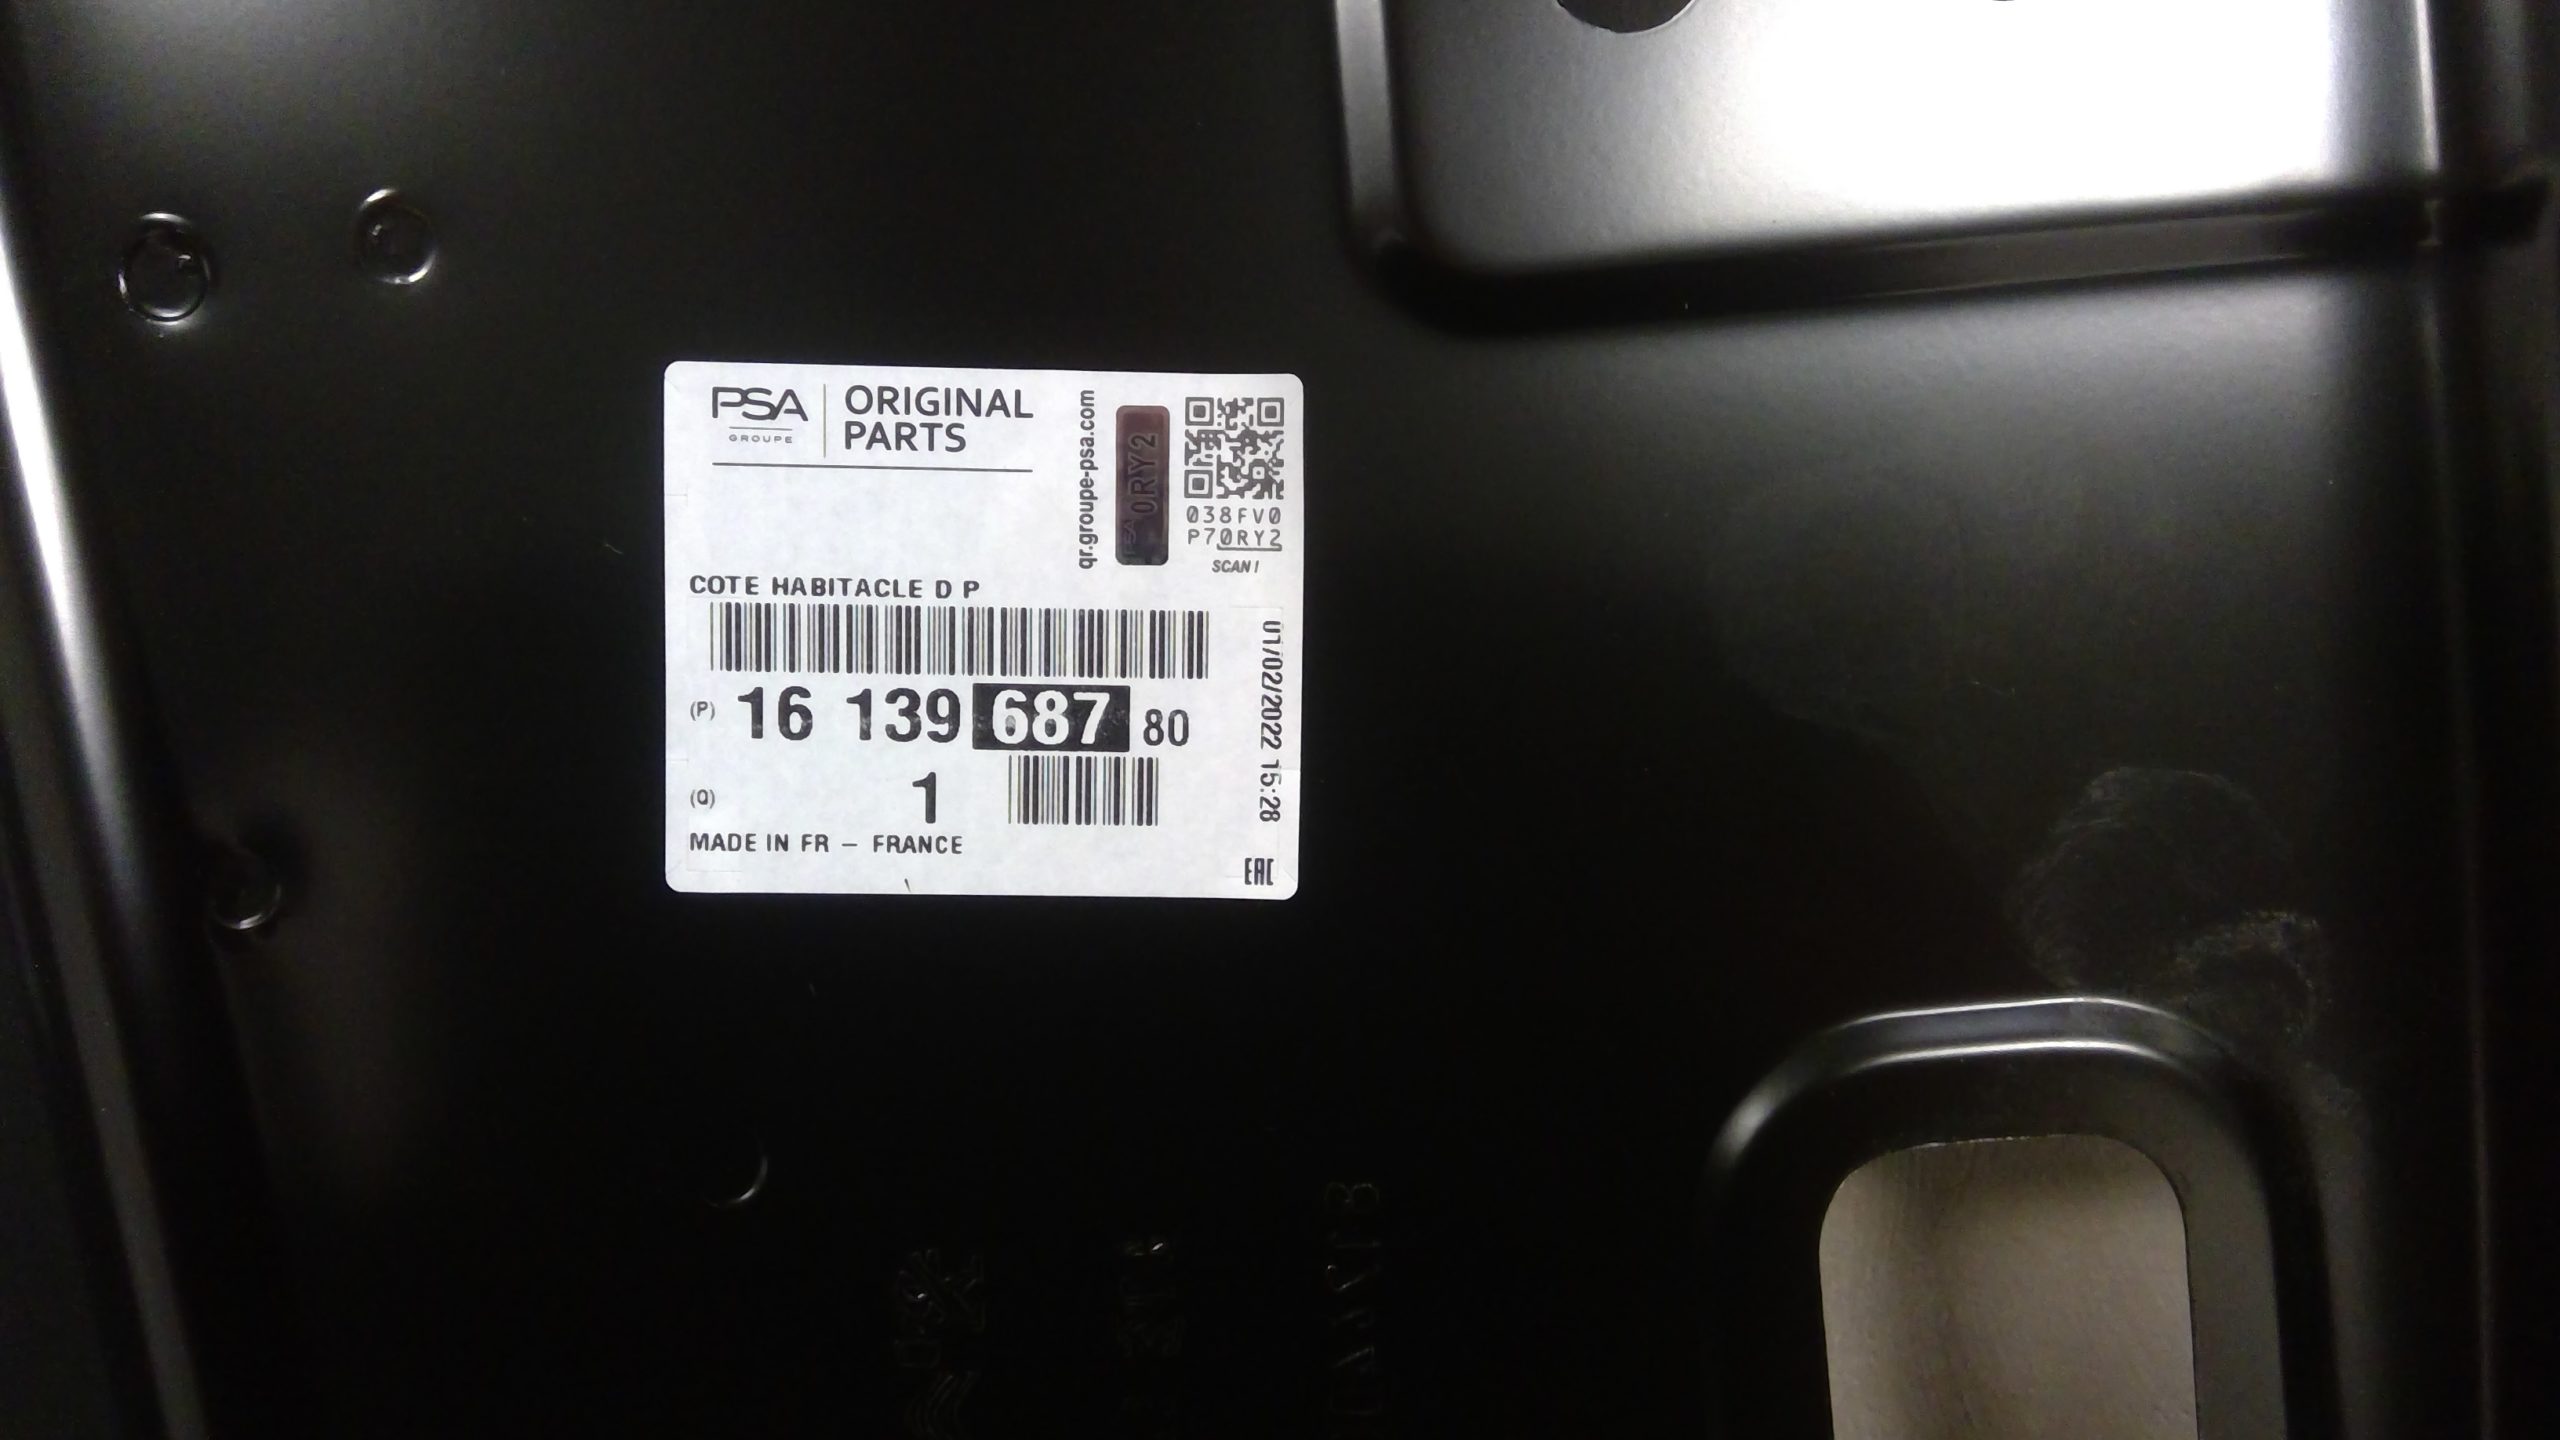 PSA
GROUPE
ORIGINAL
PARTS
qr.groupe-psa.com
PSA 0RY2
038FV0
P70RY2
SCAN !
COTE HABITACLE D P
(P) 16 139 687 80
(Q) 1
MADE IN FR – FRANCE
01/02/2022 15:28
EAC